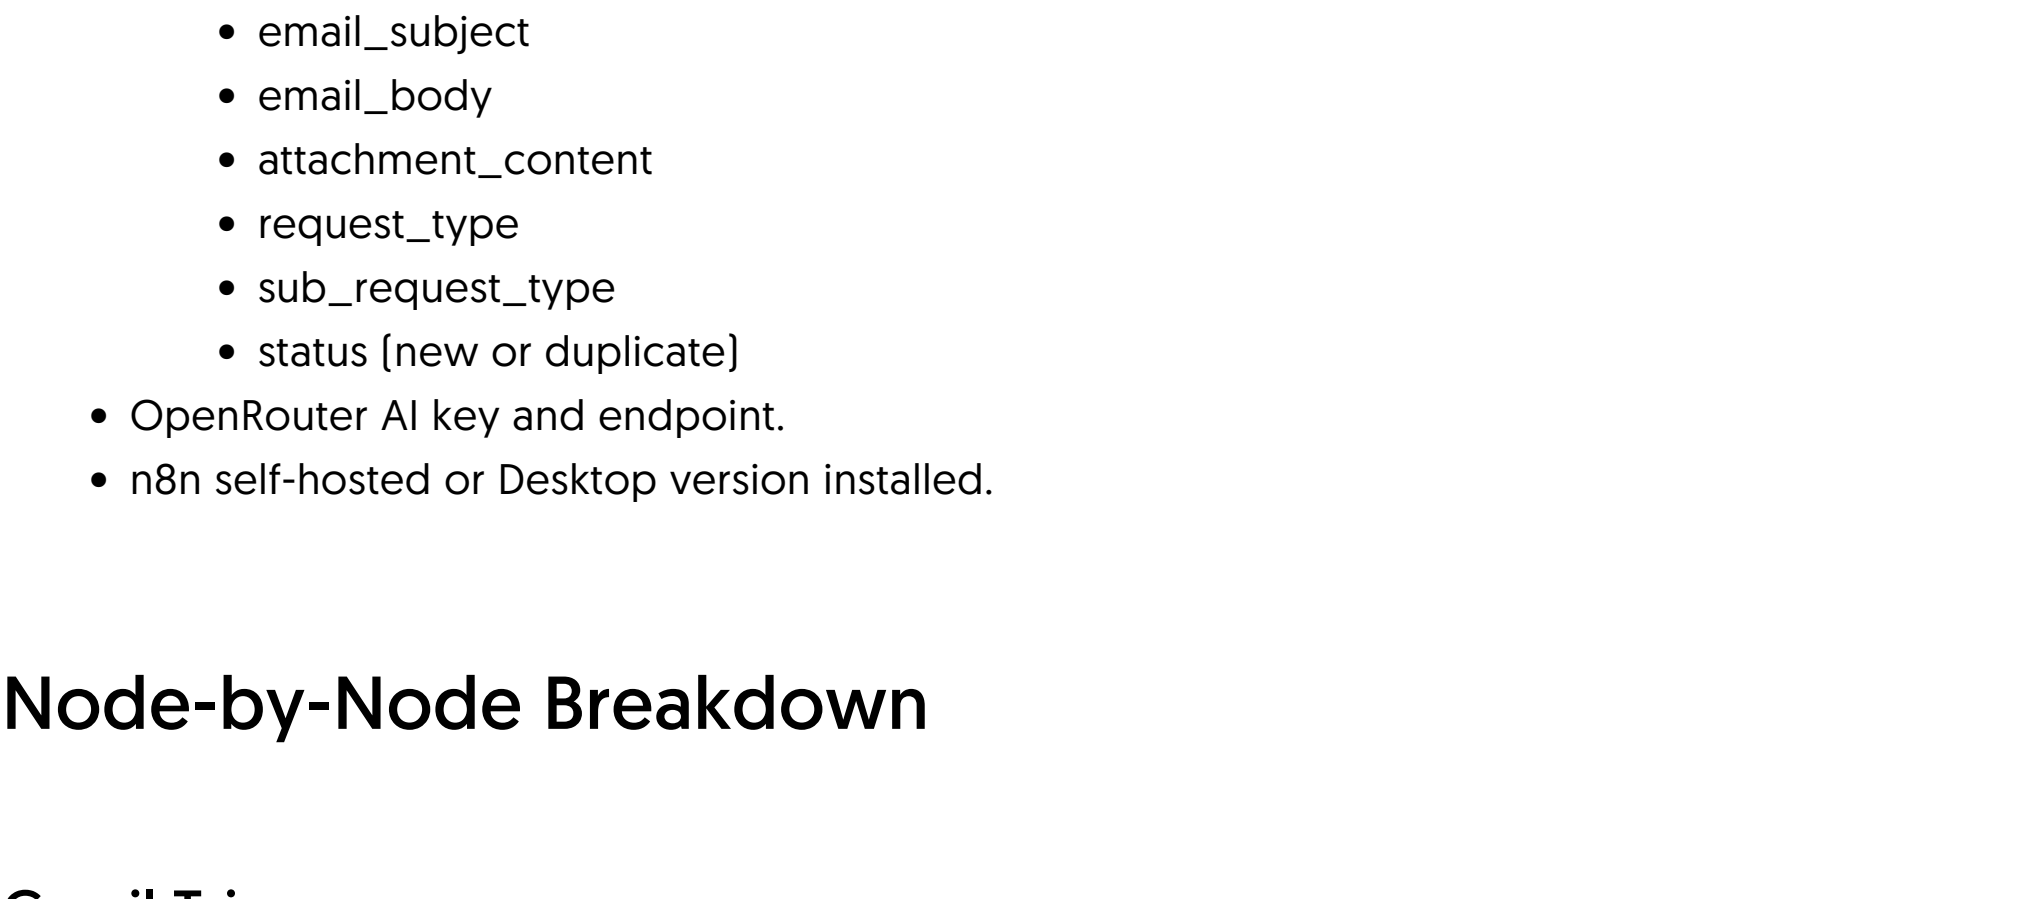 email_subject
email_body
attachment_content
request_type
sub_request_type
status (new or duplicate)
OpenRouter AI key and endpoint.
n8n self-hosted or Desktop version installed.
Node-by-Node Breakdown